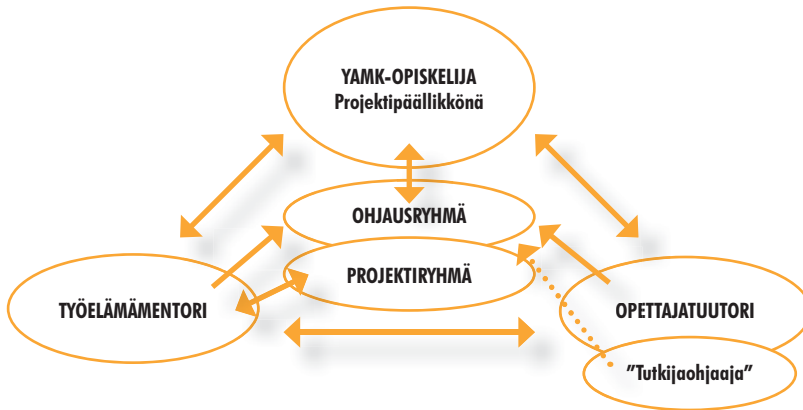 YAMK-OPISKELIJA
Projektipäällikkönä
OHJAUSRYHMÄ
PROJEKTIRYHMÄ
TYÖELÄMÄMENTORI
OPETTAJATUUTORI
”Tutkijaohjaaja”